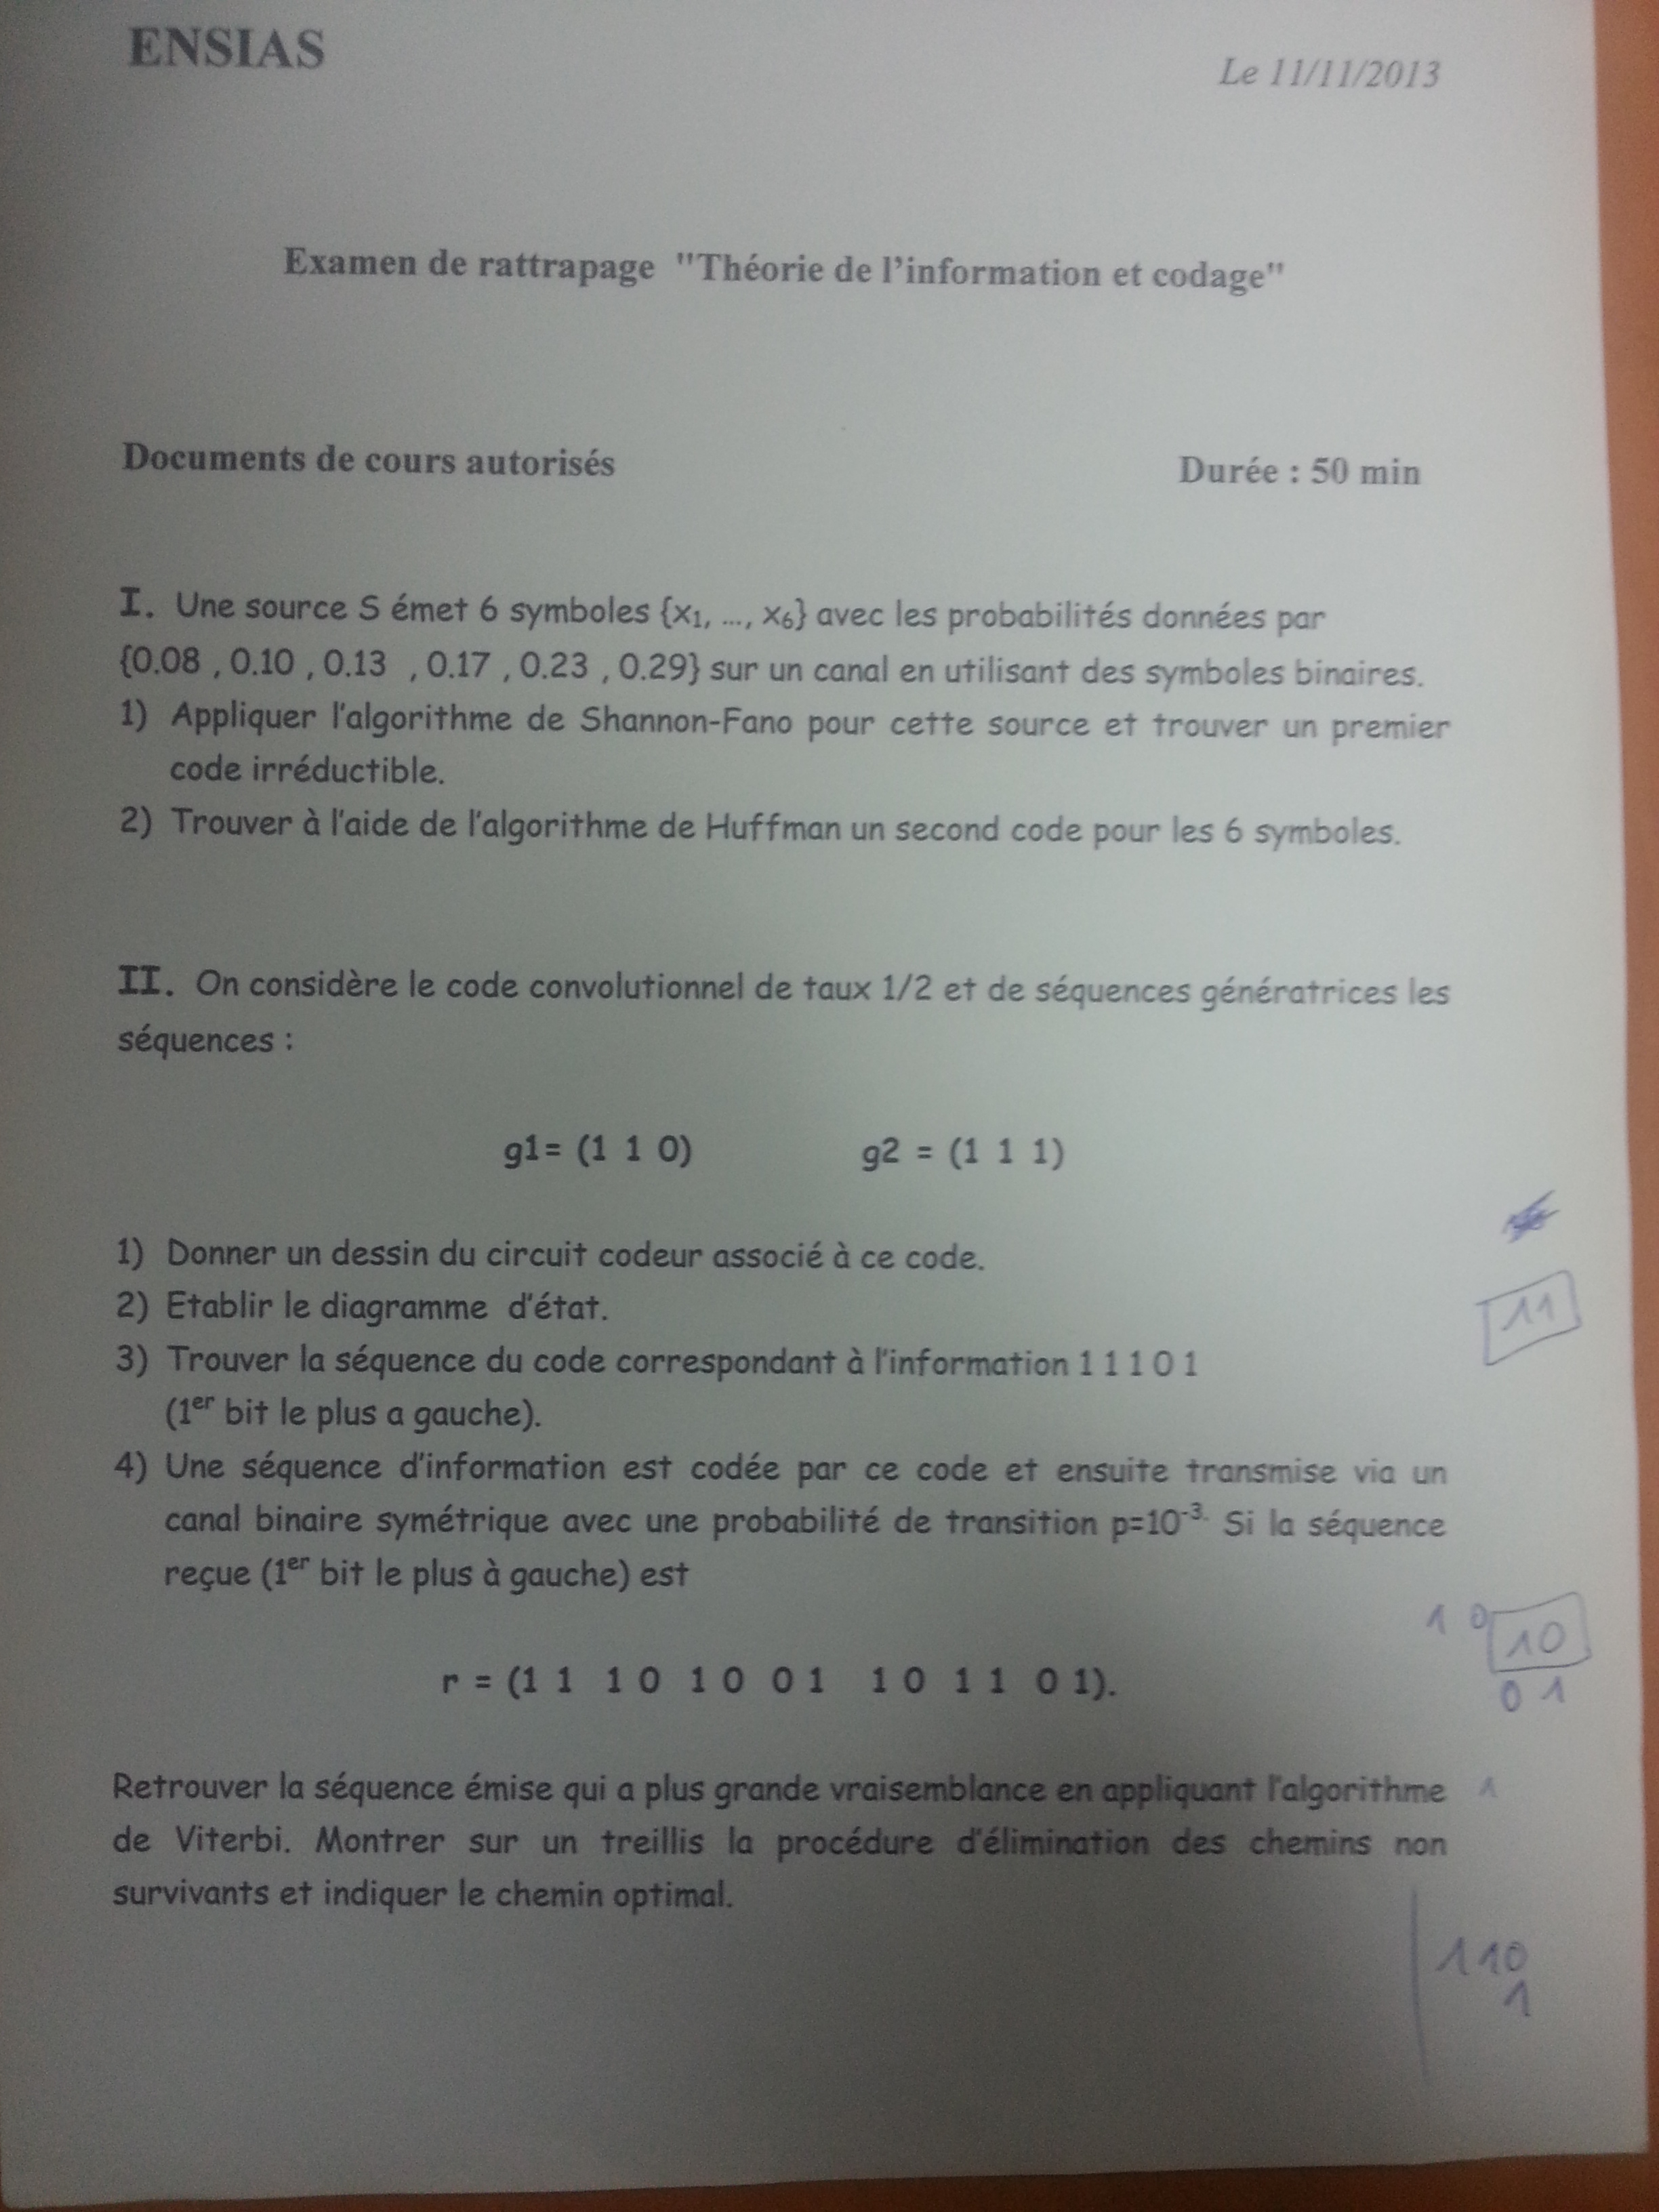 ENSIAS
Le 11/11/2013
Examen de rattrapage "Théorie de l'information et codage"
Documents de cours autorisés
Durée : 50 min
I. Une source S émet 6 symboles {x₁, ..., x₆} avec les probabilités données par
{0.08 , 0.10 , 0.13 , 0.17 , 0.23 , 0.29} sur un canal en utilisant des symboles binaires.
1) Appliquer l'algorithme de Shannon-Fano pour cette source et trouver un premier
code irréductible.
2) Trouver à l'aide de l'algorithme de Huffman un second code pour les 6 symboles.
II. On considère le code convolutionnel de taux 1/2 et de séquences génératrices les
séquences :
g1= (1 1 0) g2 = (1 1 1)
1) Donner un dessin du circuit codeur associé à ce code.
2) Etablir le diagramme d'état.
11
3) Trouver la séquence du code correspondant à l'information 1 1 1 0 1
(1er bit le plus a gauche).
4) Une séquence d'information est codée par ce code et ensuite transmise via un
canal binaire symétrique avec une probabilité de transition p=10⁻³. Si la séquence
reçue (1er bit le plus à gauche) est
1 0 10
0 1
r = (1 1 1 0 1 0 0 1 1 0 1 1 0 1).
Retrouver la séquence émise qui a plus grande vraisemblance en appliquant l'algorithme
1
de Viterbi. Montrer sur un treillis la procédure d'élimination des chemins non
survivants et indiquer le chemin optimal.
110
1